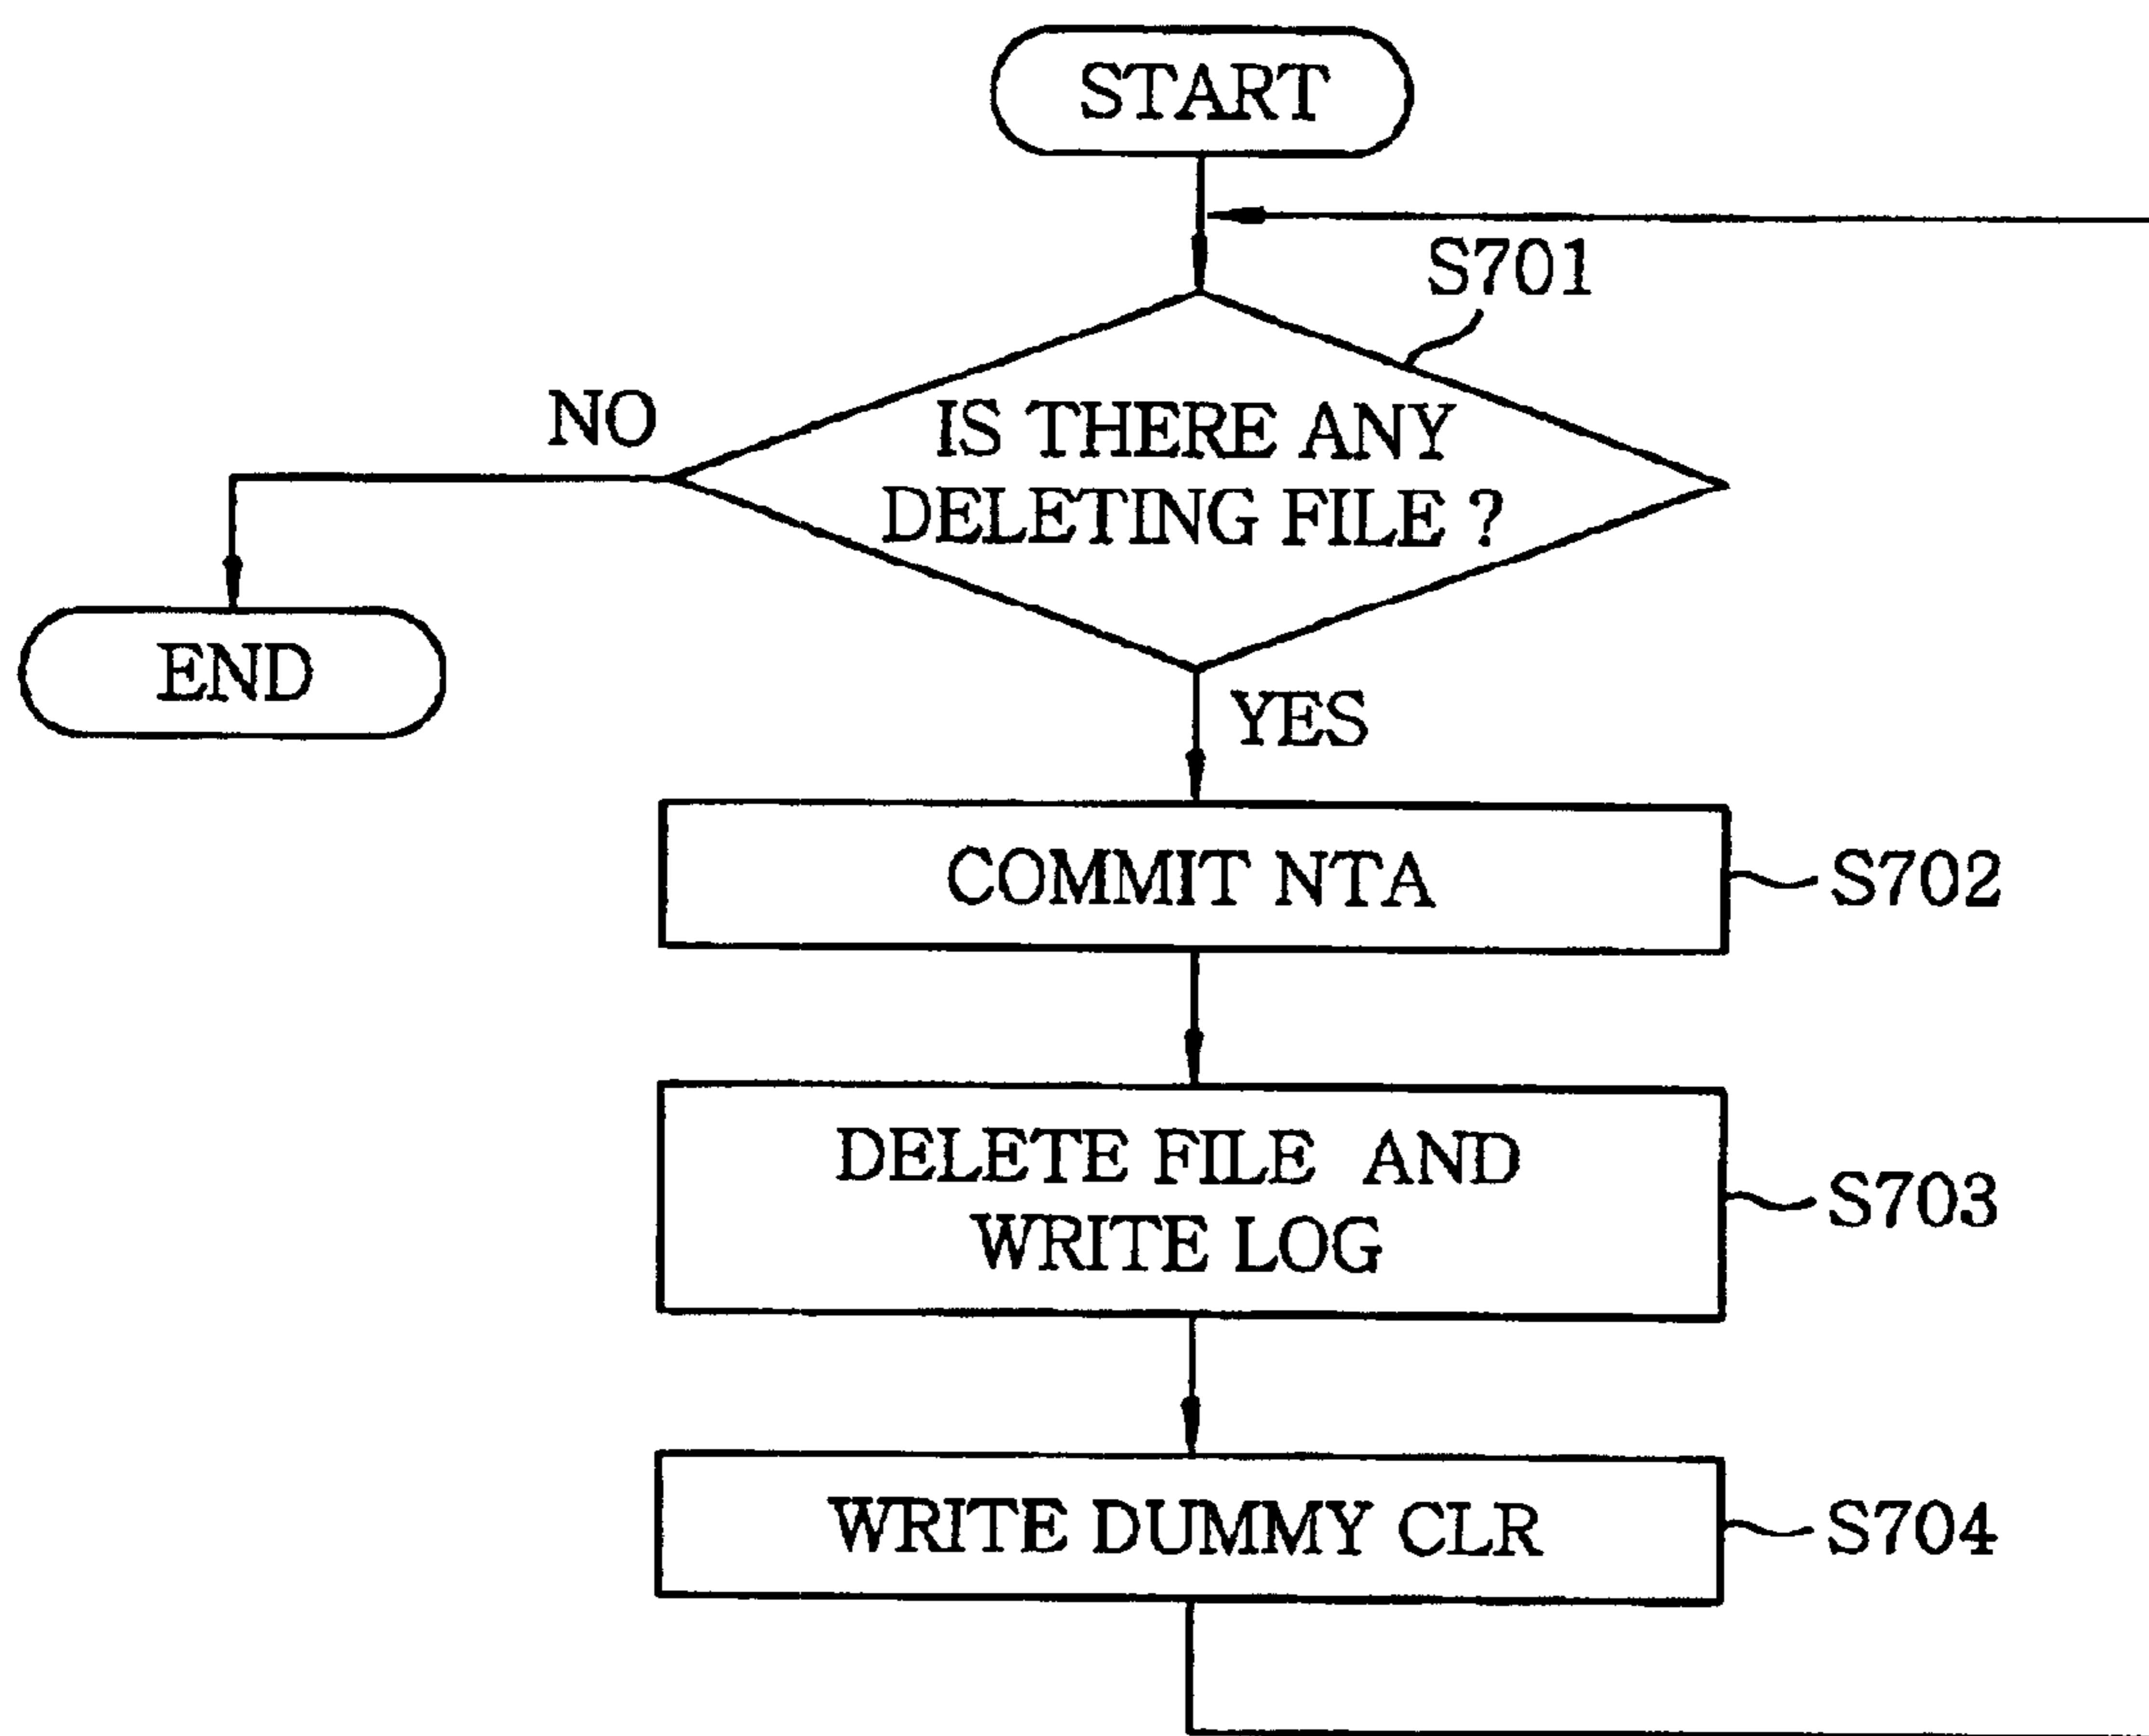 START
S701
NO
IS THERE ANY
DELETING FILE ?
END
YES
COMMIT NTA
S702
DELETE FILE AND
WRITE LOG
S703
WRITE DUMMY CLR
S704